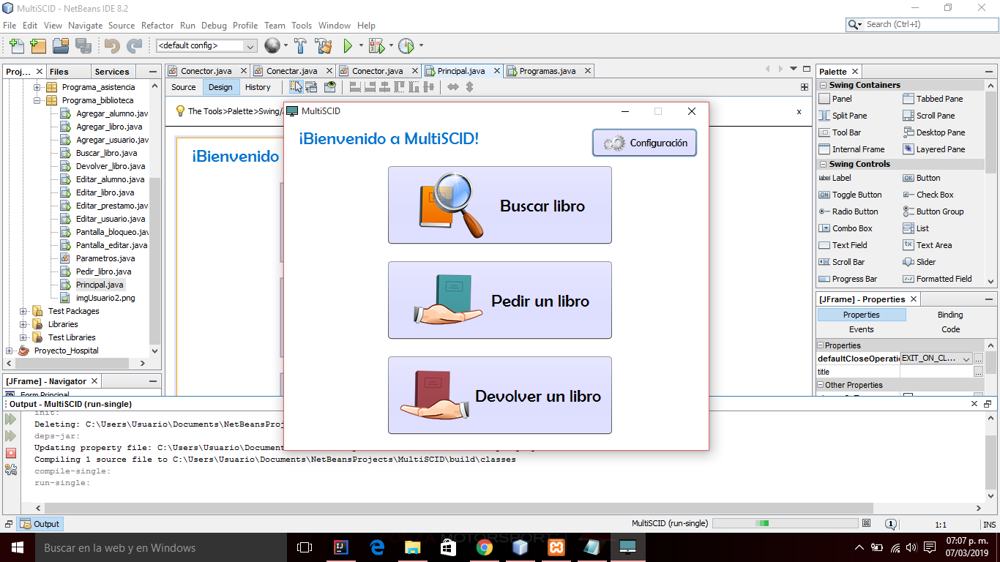 MultiSCID - NetBeans IDE 8.2
File Edit View Navigate Source Refactor Run Debug Profile Team Tools Window Help
Search (Ctrl+I)
<default config>
Proj... Files Services
Programa_asistencia
Programa_biblioteca
Agregar_alumno.java
Agregar_libro.java
Agregar_usuario.java
Buscar_libro.java
Devolver_libro.java
Editar_alumno.java
Editar_libro.java
Editar_prestamo.java
Editar_usuario.java
Pantalla_bloqueo.jav
Pantalla_editar.java
Parametros.java
Pedir_libro.java
Principal.java
imgUsuario2.png
Test Packages
Libraries
Test Libraries
Proyecto_Hospital
[JFrame] - Navigator
Form Principal
Conector.java Conectar.java Conector.java Principal.java Programas.java
Source Design History
The Tools>Palette>Swing/
x
¡Bienvenido
MultiSCID
¡Bienvenido a MultiSCID!
Configuración
Buscar libro
Pedir un libro
Devolver un libro
Palette
Swing Containers
Panel Tabbed Pane
Split Pane Scroll Pane
Tool Bar Desktop Pane
Internal Frame Layered Pane
Swing Controls
label Label OK Button
ON Toggle Button Check Box
Radio Button Button Group
Combo Box List
Text Field Text Area
Scroll Bar Slider
Progress Bar Formatted Field
[JFrame] - Properties
Properties Binding
Events Code
Properties
defaultCloseOperati EXIT_ON_CL... ...
title ...
Other Properties
Output - MultiSCID (run-single)
init:
Deleting: C:\Users\Usuario\Documents\NetBeansProj
deps-jar:
Updating property file: C:\Users\Usuario\Document
Compiling 1 source file to C:\Users\Usuario\Documents\NetBeansProjects\MultiSCID\build\classes
compile-single:
run-single:
Output
MultiSCID (run-single) 1 1:1 INS
Buscar en la web y en Windows
MOTORSPORT
07:07 p. m.
07/03/2019